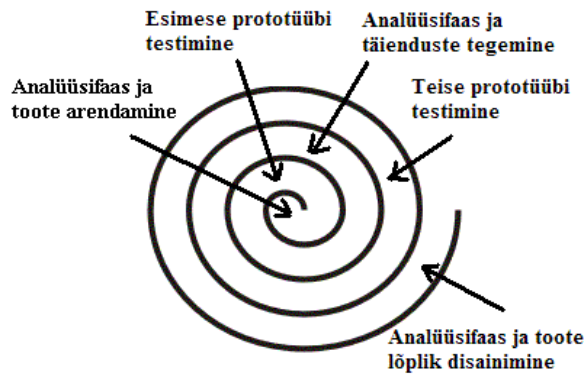 Esimese prototüübi
testimine
Analüüsifaas ja
täienduste tegemine
Analüüsifaas ja
toote arendamine
Teise prototüübi
testimine
Analüüsifaas ja toote
lõplik disainimine